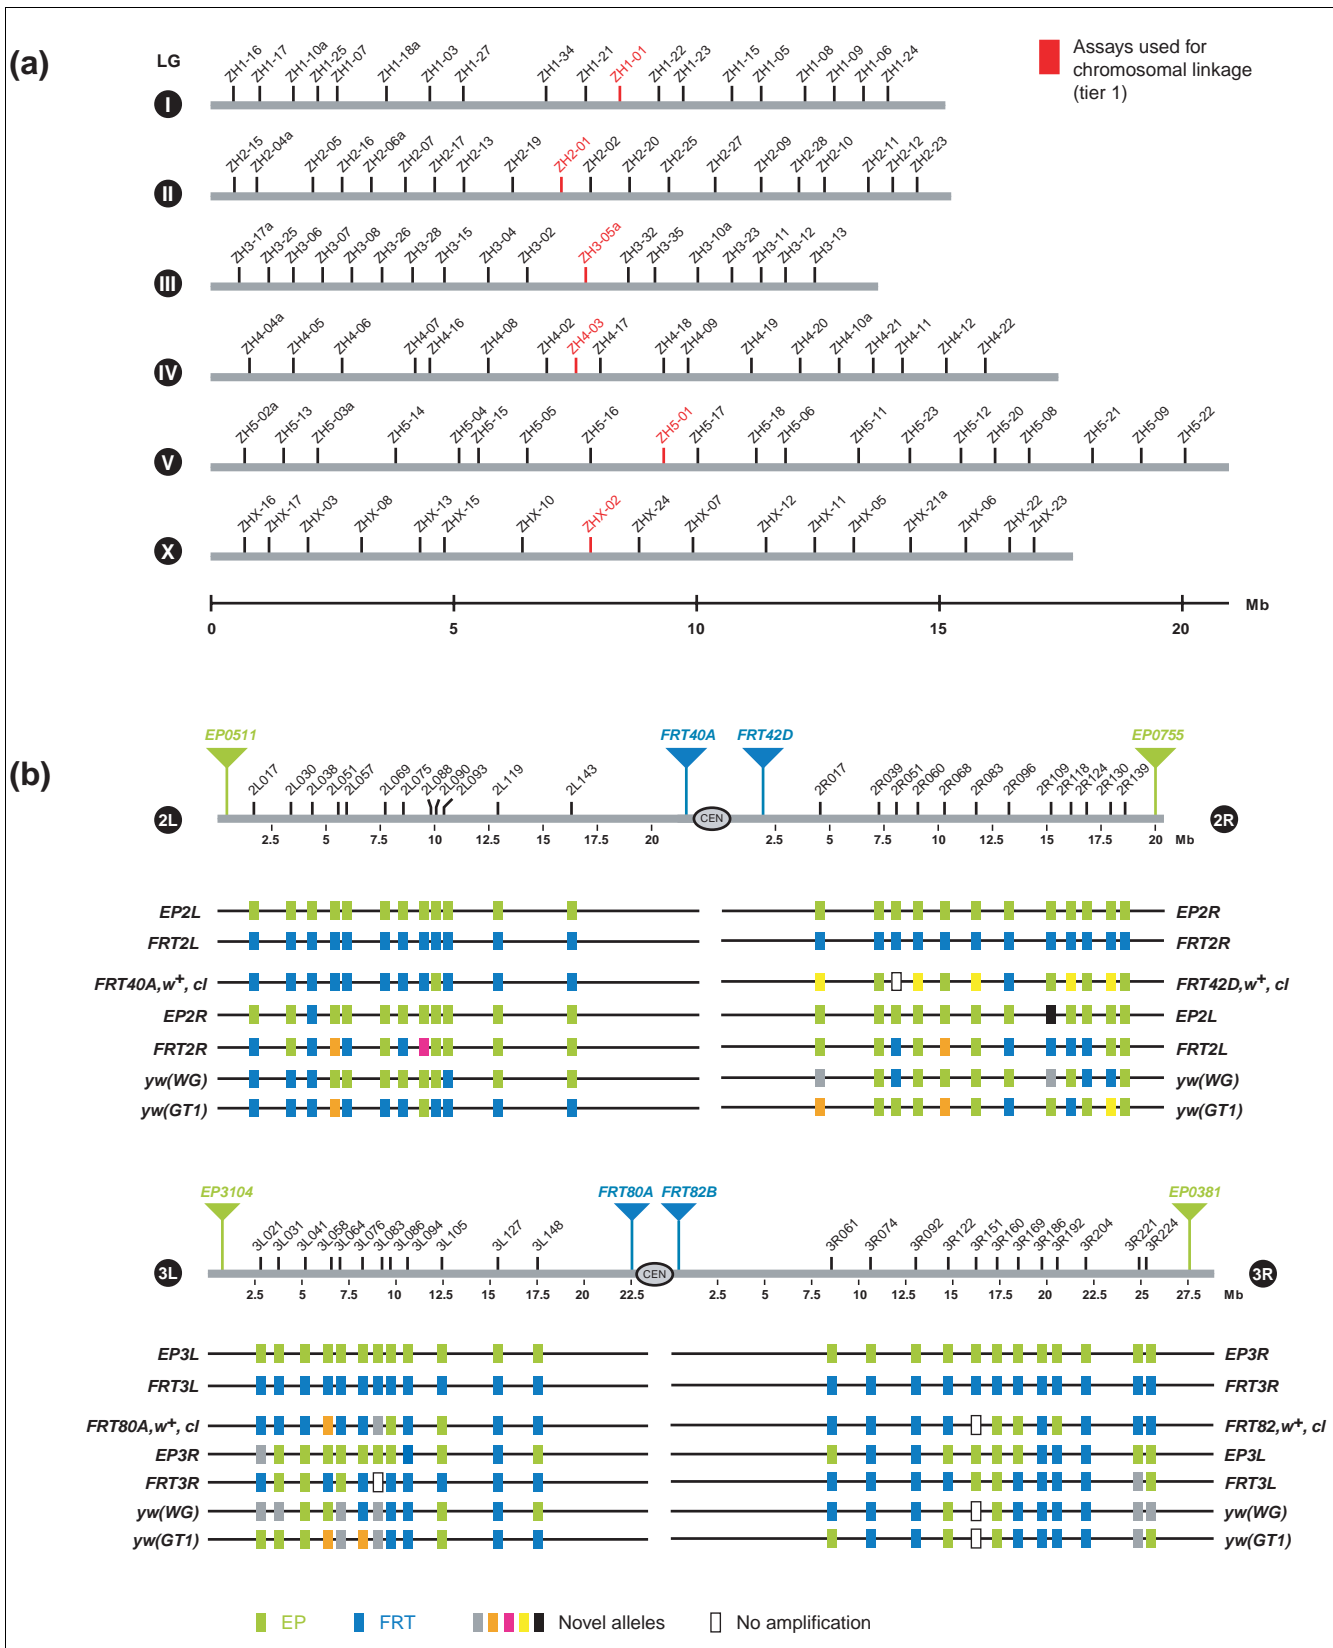 (a)
LG
Assays used for
chromosomal linkage
(tier 1)
I
ZH1-16 ZH1-17 ZH1-10a ZH1-25 ZH1-07 ZH1-18a ZH1-03 ZH1-27 ZH1-34 ZH1-21 ZH1-01 ZH1-22 ZH1-23 ZH1-15 ZH1-05 ZH1-08 ZH1-09 ZH1-06 ZH1-24
II
ZH2-15 ZH2-04a ZH2-05 ZH2-16 ZH2-06a ZH2-07 ZH2-17 ZH2-13 ZH2-19 ZH2-01 ZH2-02 ZH2-20 ZH2-25 ZH2-27 ZH2-09 ZH2-28 ZH2-10 ZH2-11 ZH2-12 ZH2-23
III
ZH3-17a ZH3-25 ZH3-06 ZH3-07 ZH3-08 ZH3-26 ZH3-28 ZH3-15 ZH3-04 ZH3-02 ZH3-05a ZH3-32 ZH3-35 ZH3-10a ZH3-23 ZH3-11 ZH3-12 ZH3-13
IV
ZH4-04a ZH4-05 ZH4-06 ZH4-07 ZH4-16 ZH4-08 ZH4-02 ZH4-03 ZH4-17 ZH4-18 ZH4-09 ZH4-19 ZH4-20 ZH4-10a ZH4-21 ZH4-11 ZH4-12 ZH4-22
V
ZH5-02a ZH5-13 ZH5-03a ZH5-14 ZH5-04 ZH5-15 ZH5-05 ZH5-16 ZH5-01 ZH5-17 ZH5-18 ZH5-06 ZH5-11 ZH5-23 ZH5-12 ZH5-20 ZH5-08 ZH5-21 ZH5-09 ZH5-22
X
ZHX-16 ZHX-17 ZHX-03 ZHX-08 ZHX-13 ZHX-15 ZHX-10 ZHX-02 ZHX-24 ZHX-07 ZHX-12 ZHX-11 ZHX-05 ZHX-21a ZHX-06 ZHX-22 ZHX-23
0 5 10 15 20 Mb
(b)
EP0511 FRT40A FRT42D EP0755
2L017 2L030 2L038 2L051 2L057 2L069 2L075 2L088 2L090 2L093 2L119 2L143 2R017 2R039 2R051 2R060 2R068 2R083 2R096 2R109 2R118 2R124 2R130 2R139
2L CEN 2R
2.5 5 7.5 10 12.5 15 17.5 20 2.5 5 7.5 10 12.5 15 17.5 20 Mb
EP2L EP2R
FRT2L FRT2R
FRT40A,w+, cl FRT42D,w+, cl
EP2R EP2L
FRT2R FRT2L
yw(WG) yw(WG)
yw(GT1) yw(GT1)
EP3104 FRT80A FRT82B EP0381
3L021 3L031 3L041 3L058 3L064 3L076 3L083 3L086 3L094 3L105 3L127 3L148 3R061 3R074 3R092 3R122 3R151 3R160 3R169 3R186 3R192 3R204 3R221 3R224
3L CEN 3R
2.5 5 7.5 10 12.5 15 17.5 20 22.5 2.5 5 7.5 10 12.5 15 17.5 20 22.5 25 27.5 Mb
EP3L EP3R
FRT3L FRT3R
FRT80A,w+, cl FRT82,w+, cl
EP3R EP3L
FRT3R FRT3L
yw(WG) yw(WG)
yw(GT1) yw(GT1)
EP FRT Novel alleles No amplification